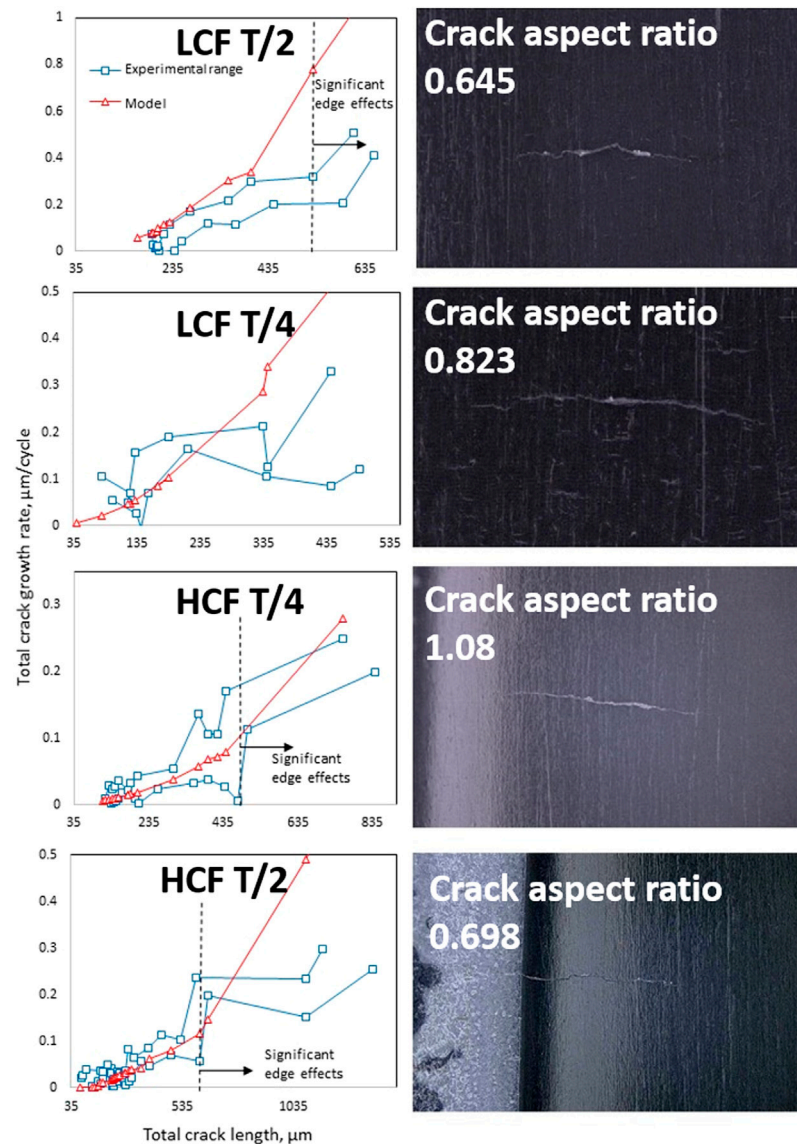 LCF T/2
Experimental range
Model
Significant
edge effects
1
0.8
0.6
0.4
0.2
0
35
235
435
635
Crack aspect ratio
0.645
LCF T/4
0.5
0.4
0.3
0.2
0.1
0
35
135
235
335
435
535
Crack aspect ratio
0.823
Total crack growth rate, µm/cycle
HCF T/4
0.3
0.2
0.1
0
Significant
edge effects
35
235
435
635
835
Crack aspect ratio
1.08
HCF T/2
0.5
0.4
0.3
0.2
0.1
0
Significant
edge effects
35
535
1035
Total crack length, µm
Crack aspect ratio
0.698